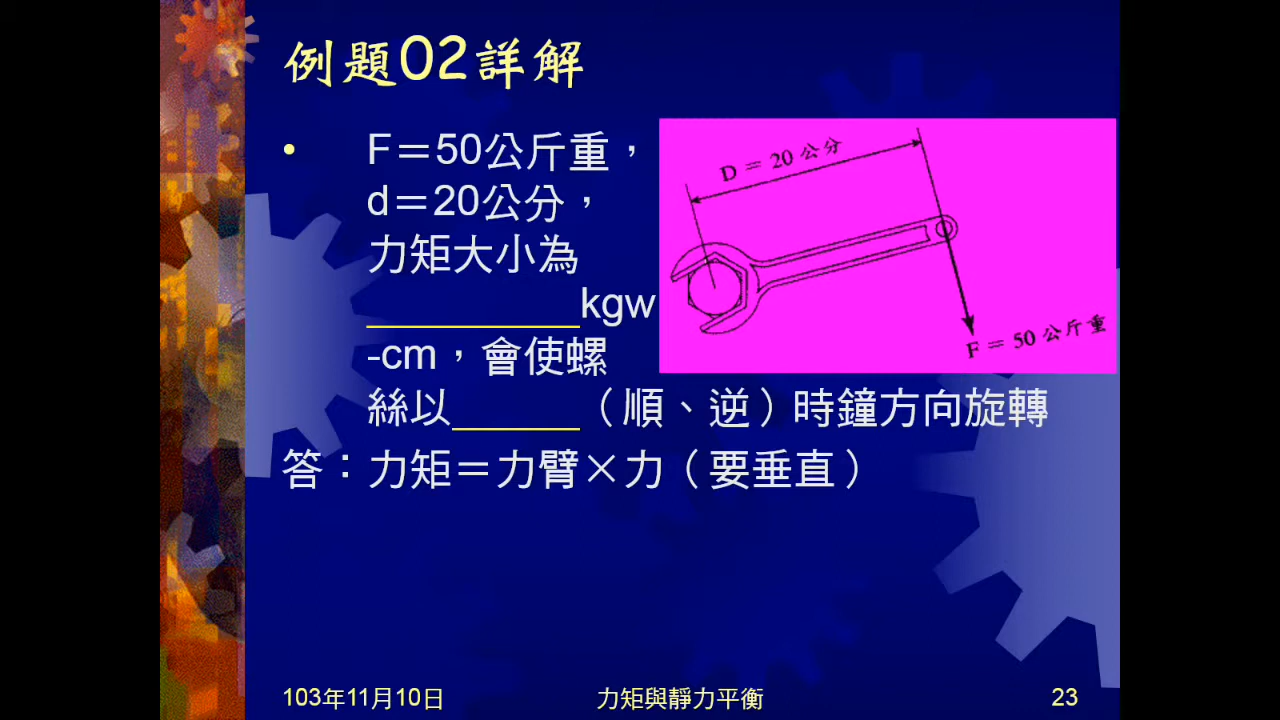 例題02詳解
• F＝50公斤重，
d＝20公分，
力矩大小為
__________kgw
-cm，會使螺
絲以______（順、逆）時鐘方向旋轉
答：力矩＝力臂×力（要垂直）
D = 20 公分
F = 50 公斤重
103年11月10日
力矩與靜力平衡
23